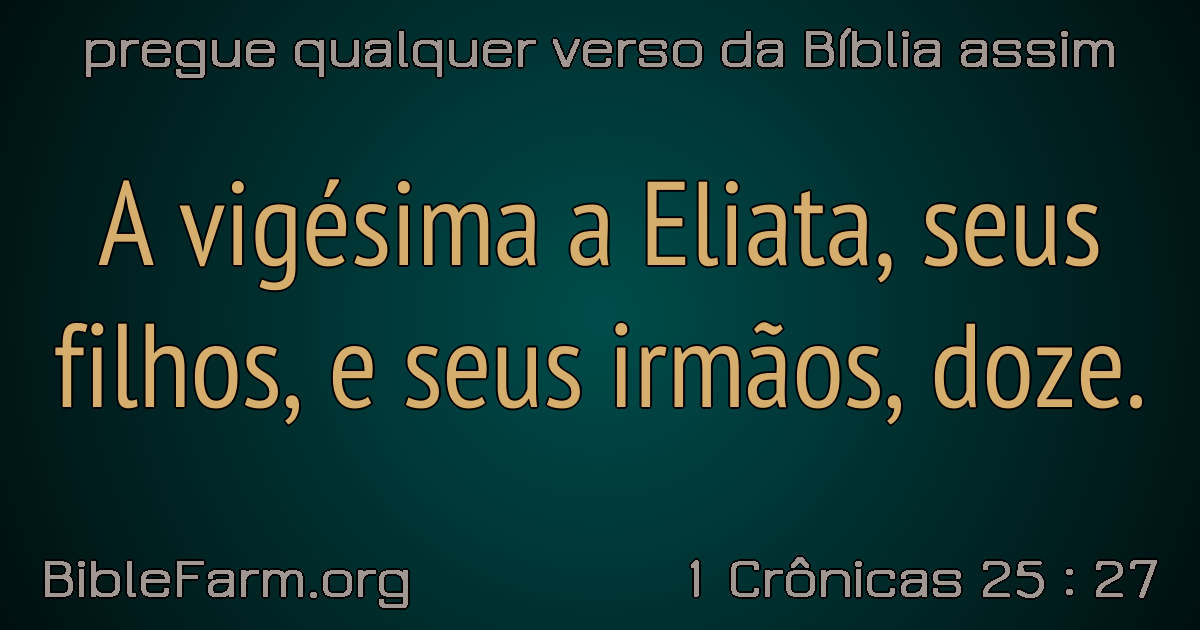 pregue qualquer verso da Bíblia assim
A vigésima a Eliata, seus
filhos, e seus irmãos, doze.
BibleFarm.org
1 Crônicas 25 : 27